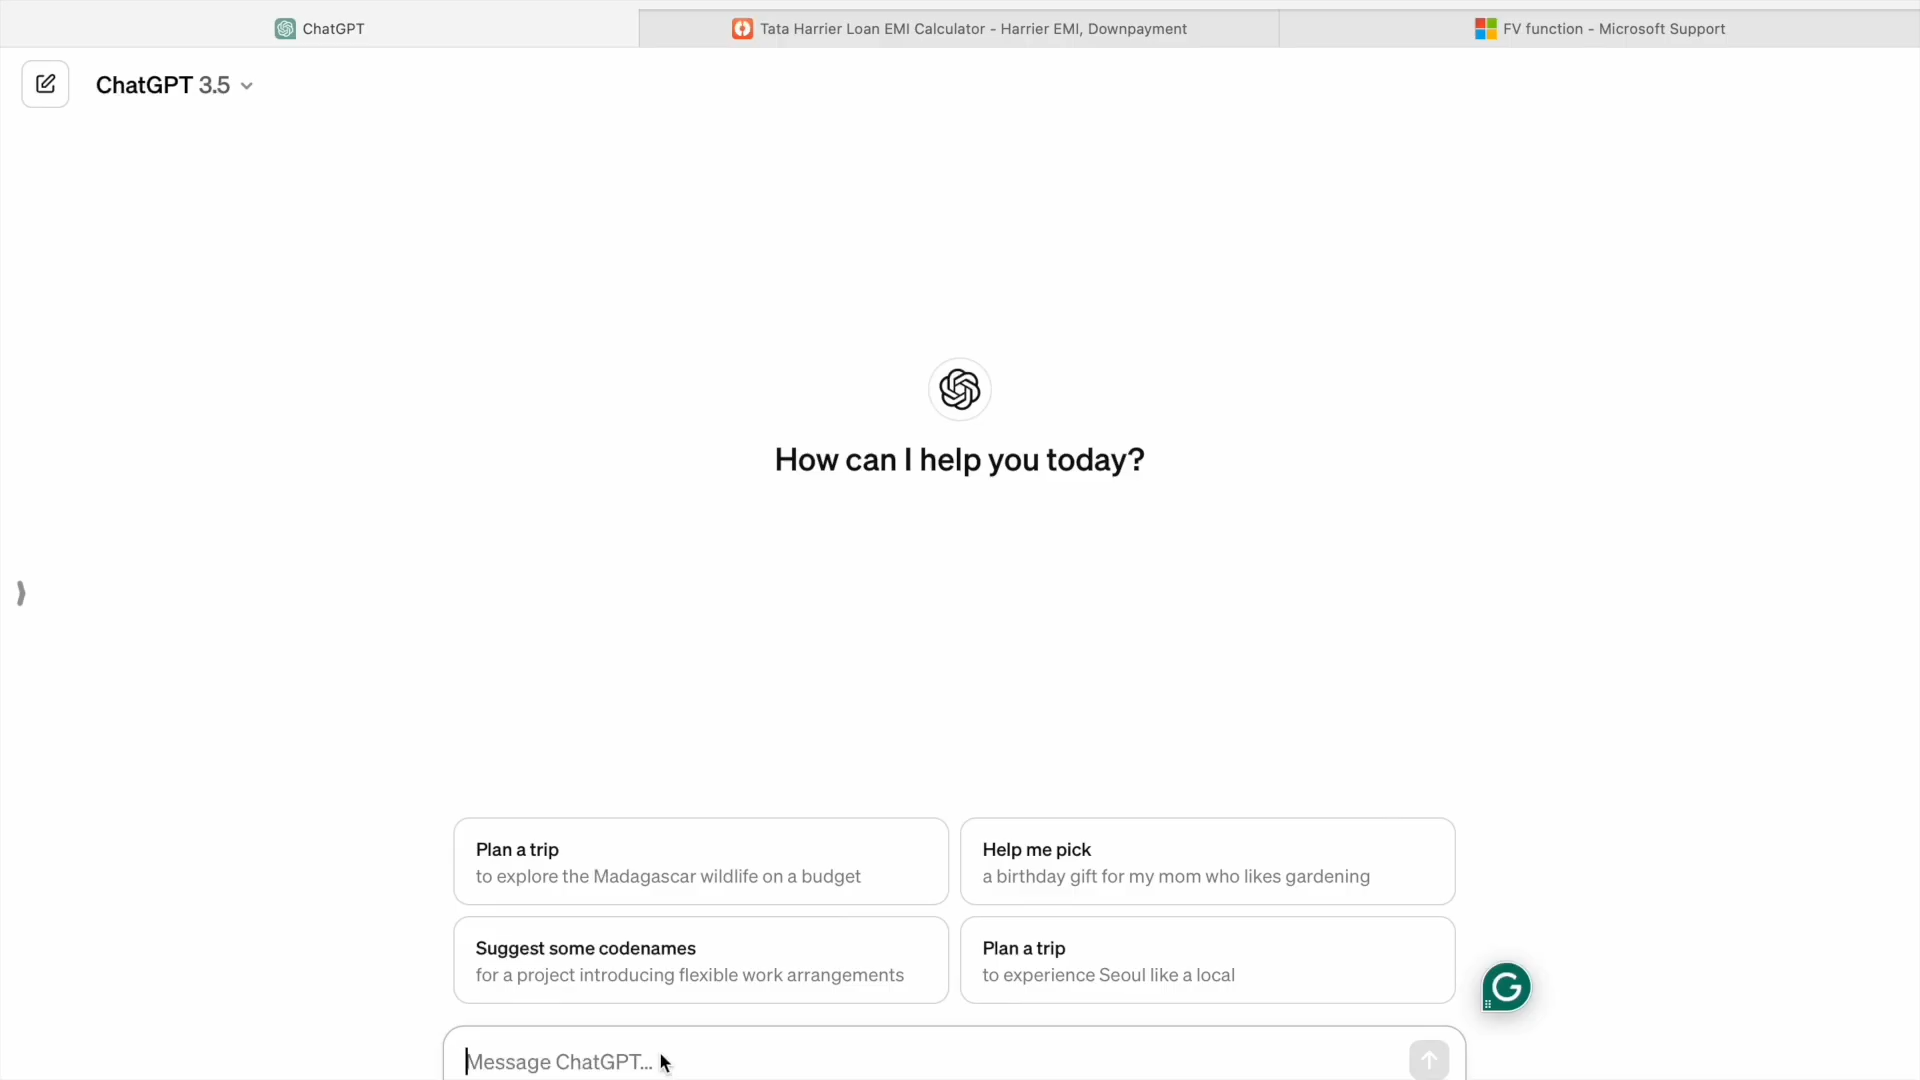 ChatGPT
Tata Harrier Loan EMI Calculator - Harrier EMI, Downpayment
FV function - Microsoft Support
ChatGPT 3.5
How can I help you today?
Plan a trip
to explore the Madagascar wildlife on a budget
Help me pick
a birthday gift for my mom who likes gardening
Suggest some codenames
for a project introducing flexible work arrangements
Plan a trip
to experience Seoul like a local
G
Message ChatGPT...